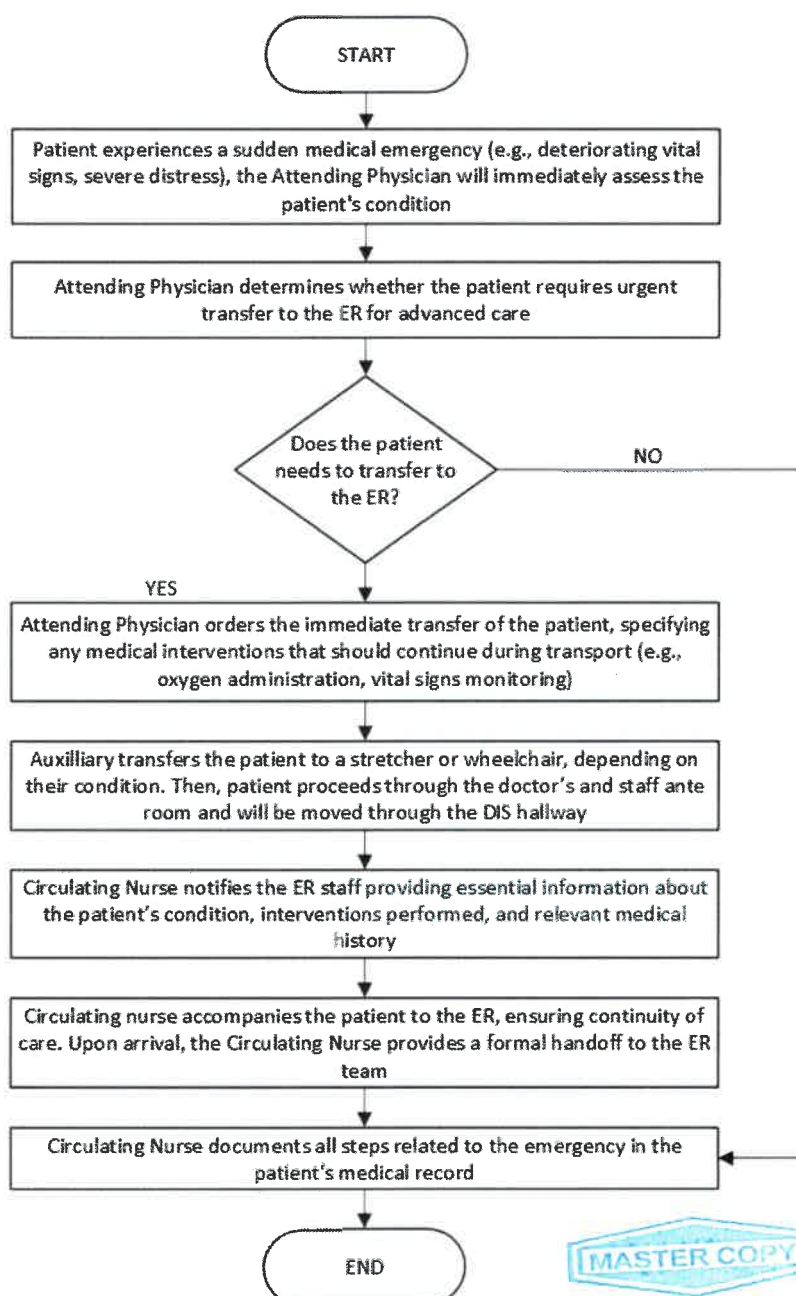 START
Patient experiences a sudden medical emergency (e.g., deteriorating vital
signs, severe distress), the Attending Physician will immediately assess the
patient's condition
Attending Physician determines whether the patient requires urgent
transfer to the ER for advanced care
Does the patient
needs to transfer to
the ER?
NO
YES
Attending Physician orders the immediate transfer of the patient, specifying
any medical interventions that should continue during transport (e.g.,
oxygen administration, vital signs monitoring)
Auxilliary transfers the patient to a stretcher or wheelchair, depending on
their condition. Then, patient proceeds through the doctor's and staff ante
room and will be moved through the DIS hallway
Circulating Nurse notifies the ER staff providing essential information about
the patient's condition, interventions performed, and relevant medical
history
Circulating nurse accompanies the patient to the ER, ensuring continuity of
care. Upon arrival, the Circulating Nurse provides a formal handoff to the ER
team
Circulating Nurse documents all steps related to the emergency in the
patient's medical record
END
MASTER COPY